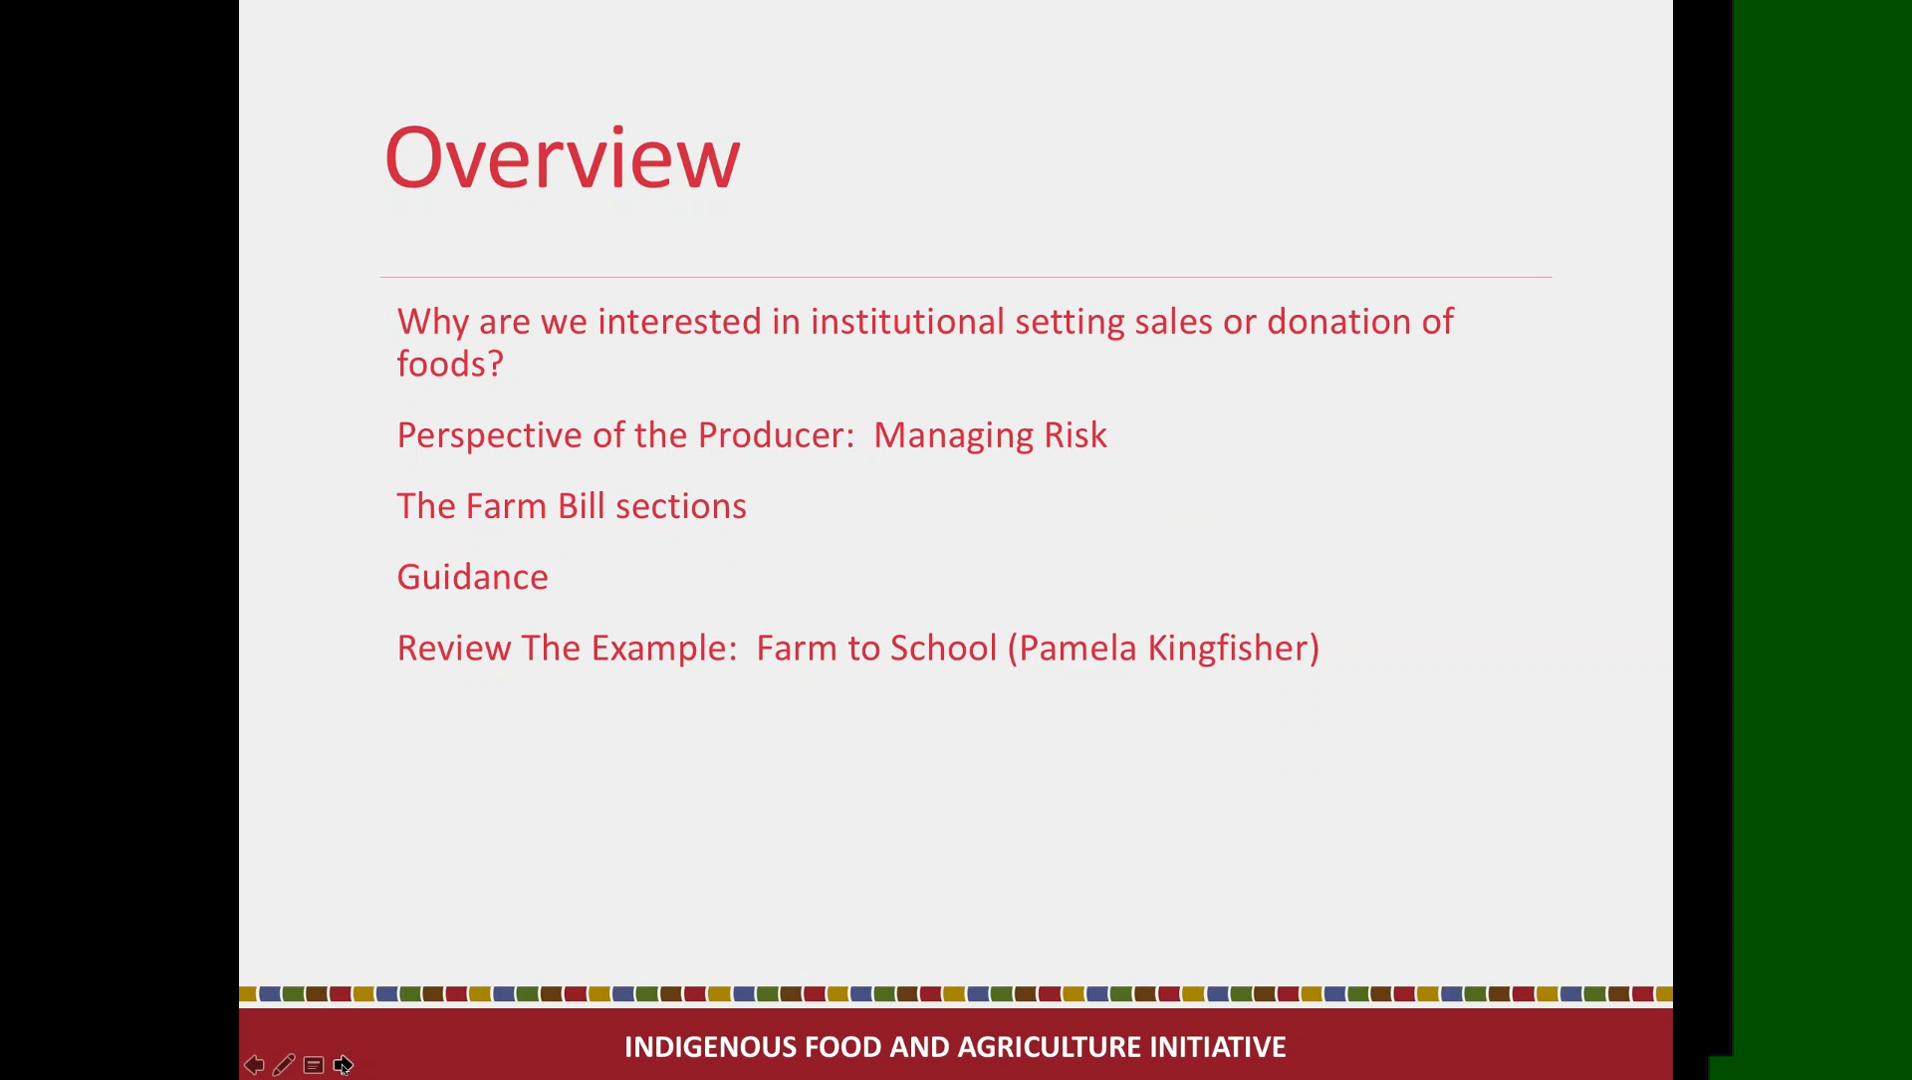 Overview
Why are we interested in institutional setting sales or donation of
foods?
Perspective of the Producer:  Managing Risk
The Farm Bill sections
Guidance
Review The Example:  Farm to School (Pamela Kingfisher)
INDIGENOUS FOOD AND AGRICULTURE INITIATIVE